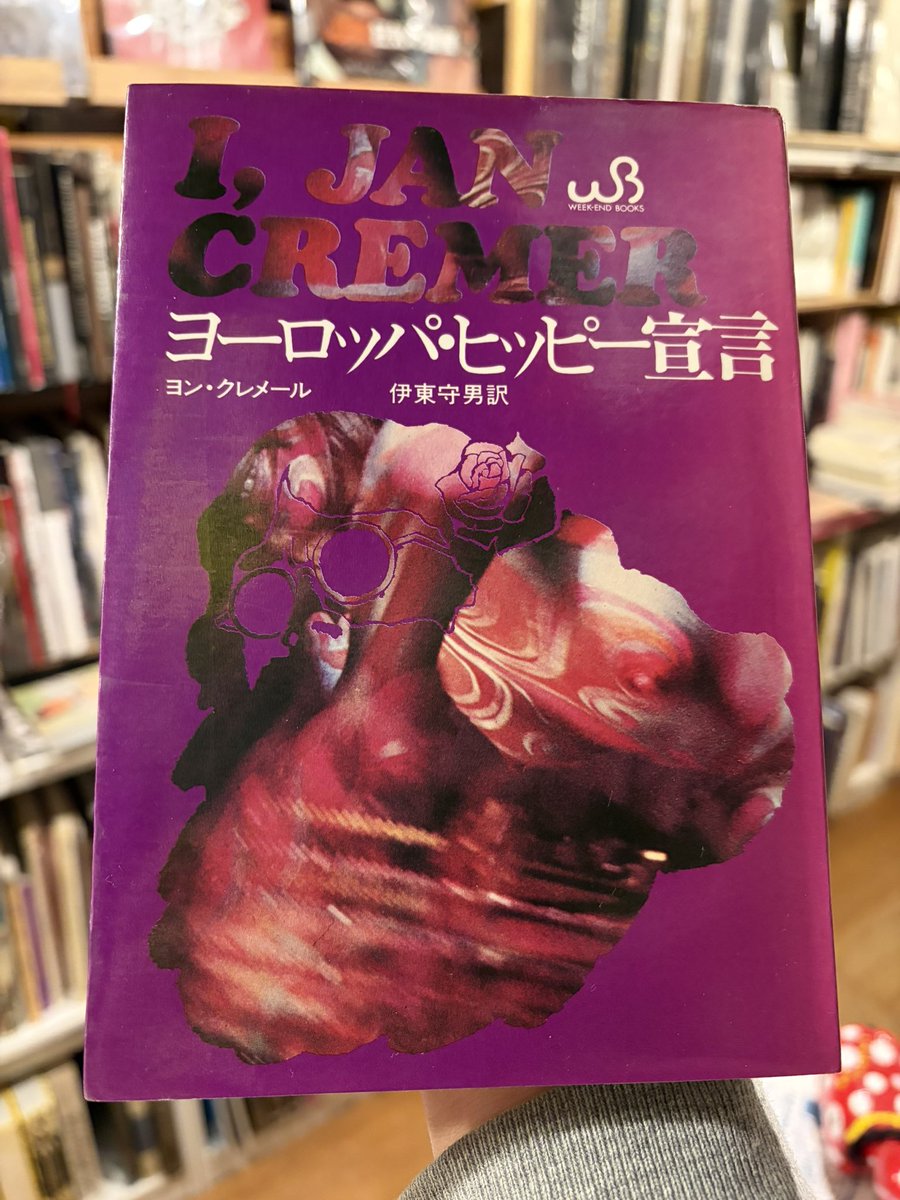 I, JAN
CREMER
WB
WEEK-END BOOKS
ヨーロッパ・ヒッピー宣言
ヨン・クレメール 伊東守男訳